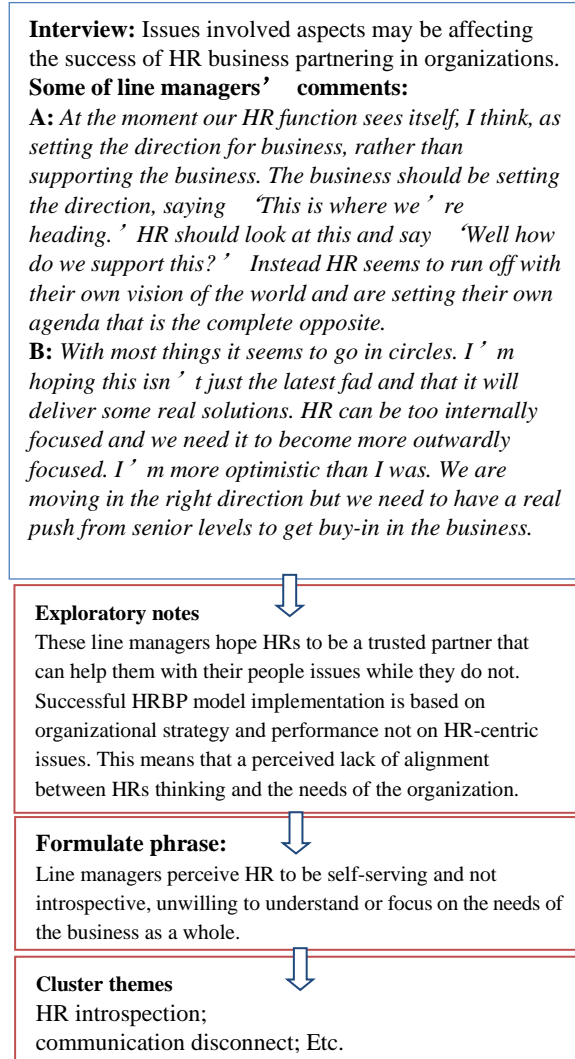 Interview: Issues involved aspects may be affecting
the success of HR business partnering in organizations.
Some of line managers’ comments:
A: At the moment our HR function sees itself, I think, as
setting the direction for business, rather than
supporting the business. The business should be setting
the direction, saying ‘This is where we’re
heading.’ HR should look at this and say ‘Well how
do we support this?’ Instead HR seems to run off with
their own vision of the world and are setting their own
agenda that is the complete opposite.
B: With most things it seems to go in circles. I’m
hoping this isn’t just the latest fad and that it will
deliver some real solutions. HR can be too internally
focused and we need it to become more outwardly
focused. I’m more optimistic than I was. We are
moving in the right direction but we need to have a real
push from senior levels to get buy-in in the business.
Exploratory notes
These line managers hope HRs to be a trusted partner that
can help them with their people issues while they do not.
Successful HRBP model implementation is based on
organizational strategy and performance not on HR-centric
issues. This means that a perceived lack of alignment
between HRs thinking and the needs of the organization.
Formulate phrase:
Line managers perceive HR to be self-serving and not
introspective, unwilling to understand or focus on the needs of
the business as a whole.
Cluster themes
HR introspection;
communication disconnect; Etc.